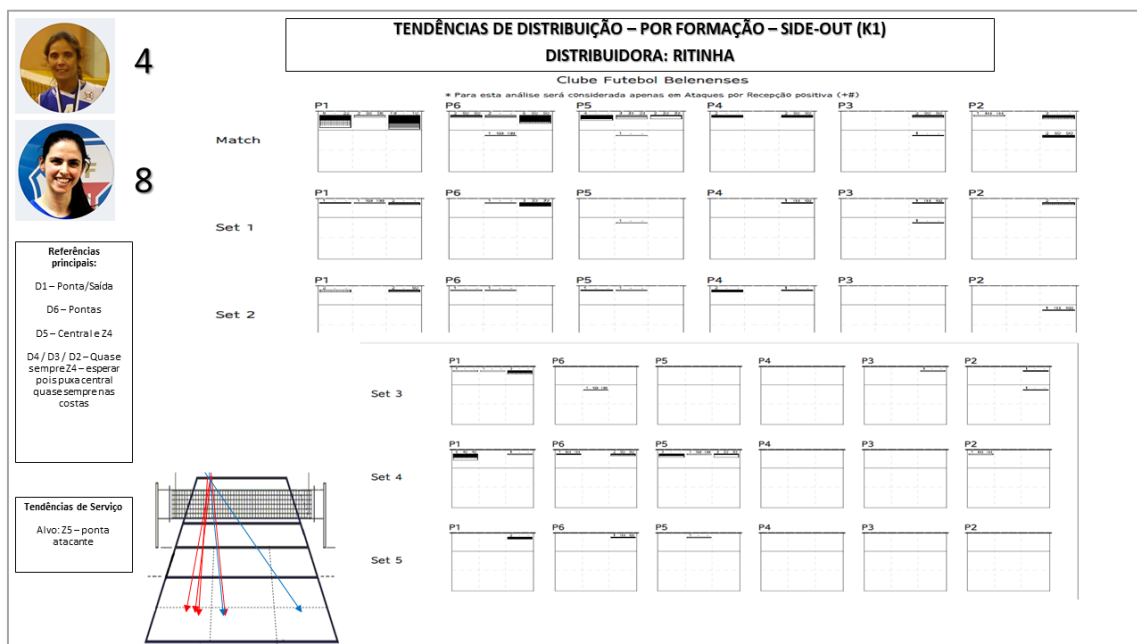 TENDÊNCIAS DE DISTRIBUIÇÃO – POR FORMAÇÃO – SIDE-OUT (K1)
DISTRIBUIDORA: RITINHA
4
8
Clube Futebol Belenenses
* Para esta análise será considerada apenas em Ataques por Recepção positiva (+#)
P1 P6 P5 P4 P3 P2
Match
P1 P6 P5 P4 P3 P2
Set 1
P1 P6 P5 P4 P3 P2
Set 2
P1 P6 P5 P4 P3 P2
Set 3
P1 P6 P5 P4 P3 P2
Set 4
P1 P6 P5 P4 P3 P2
Set 5
Referências
principais:
D1 – Ponta/Saída
D6 – Pontas
D5 – Central e Z4
D4 / D3 / D2 – Quase
sempre Z4 – esperar
pois puxa central
quase sempre nas
costas
Tendências de Serviço
Alvo: Z5 – ponta
atacante